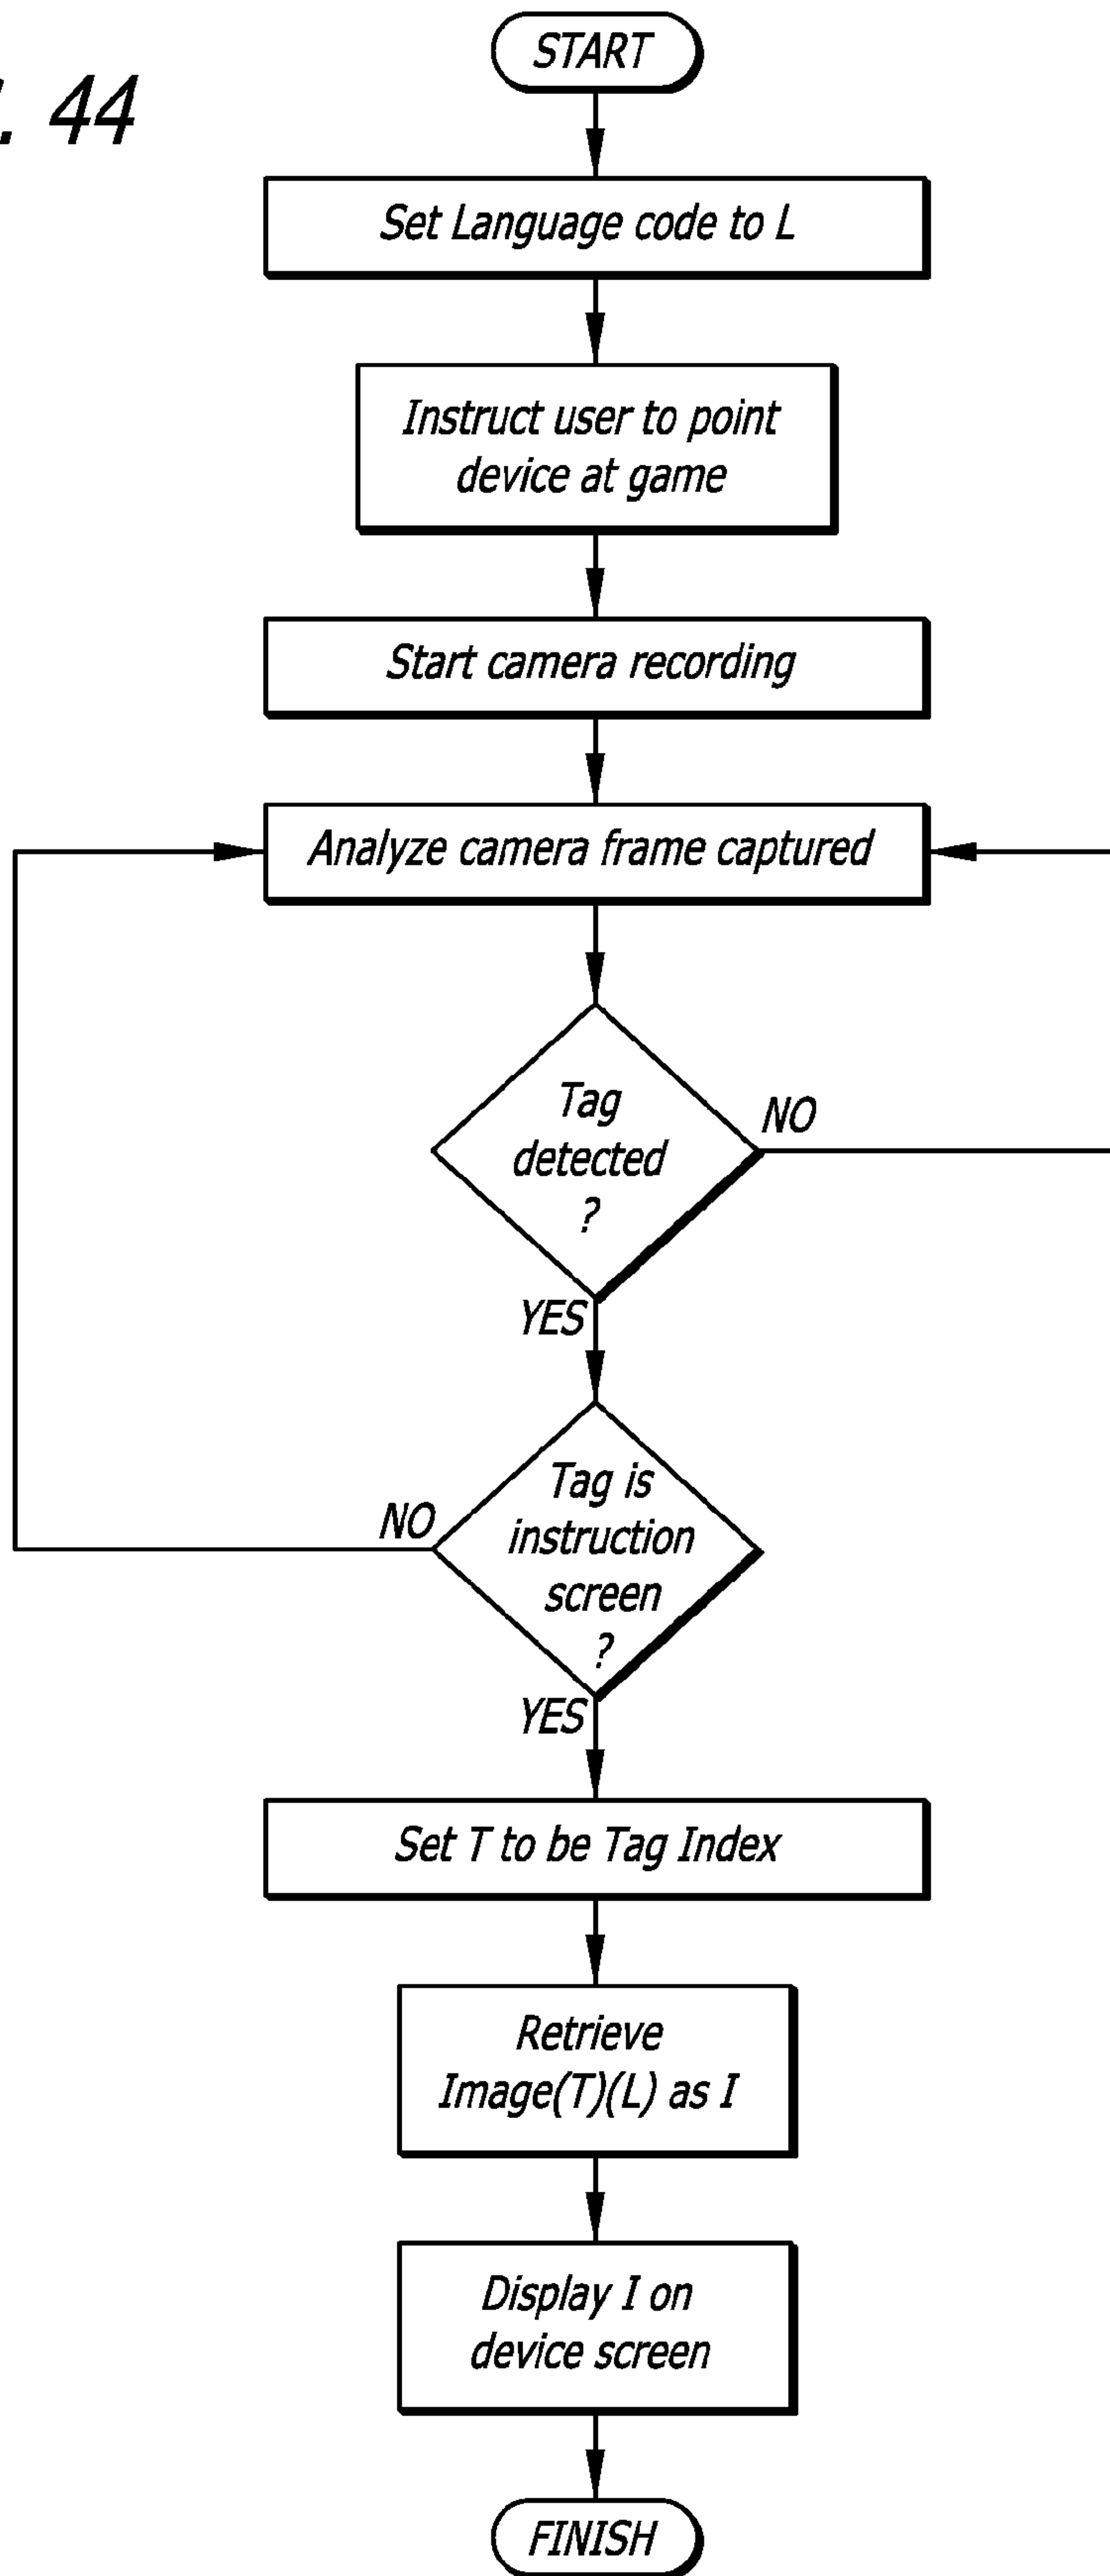 . 44
START
Set Language code to L
Instruct user to point
device at game
Start camera recording
Analyze camera frame captured
Tag
detected
?
NO
YES
Tag is
instruction
screen
?
NO
YES
Set T to be Tag Index
Retrieve
Image(T)(L) as I
Display I on
device screen
FINISH